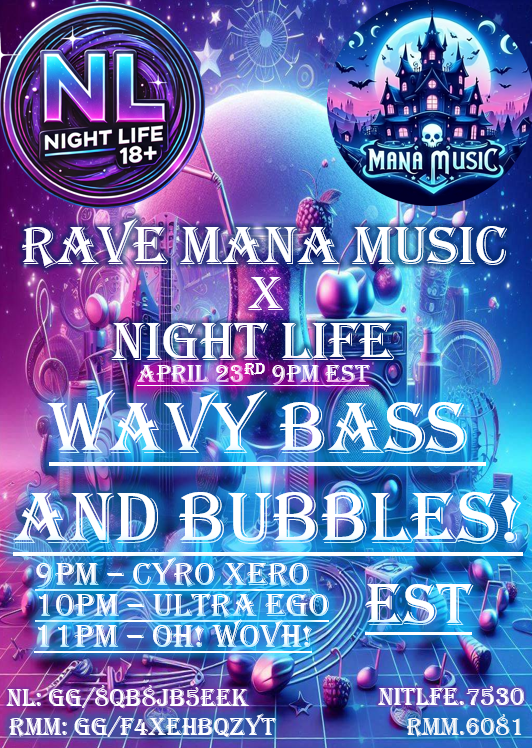 NL
NIGHT LIFE
18+
MANA MUSIC
RAVE MANA MUSIC
X
NIGHT LIFE
APRIL 23RD 9PM EST
WAVY BASS
AND BUBBLES!
9PM – CYRO XERO
10PM – ULTRA EGO
11PM – OH! WOVH!
EST
NL: GG/8QB8JB5EEK
NITLFE.7530
RMM: GG/F4XEHBQZYT
RMM.6081